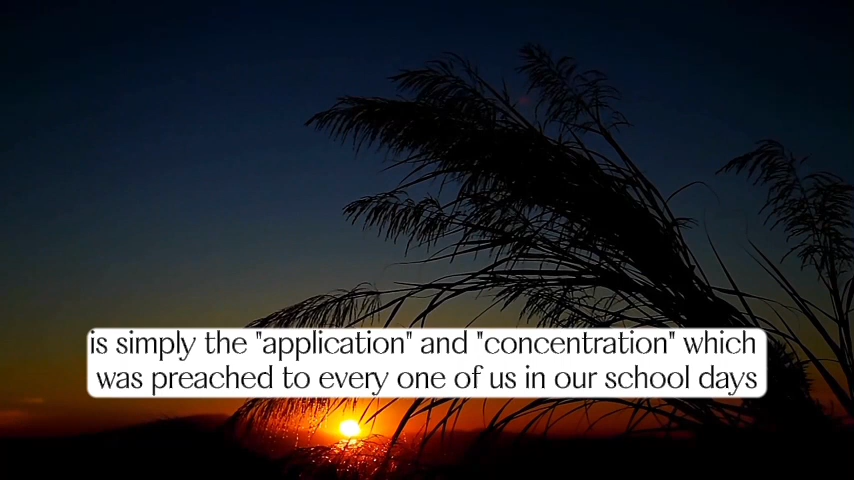 is simply the "application" and "concentration" which
was preached to every one of us in our school days